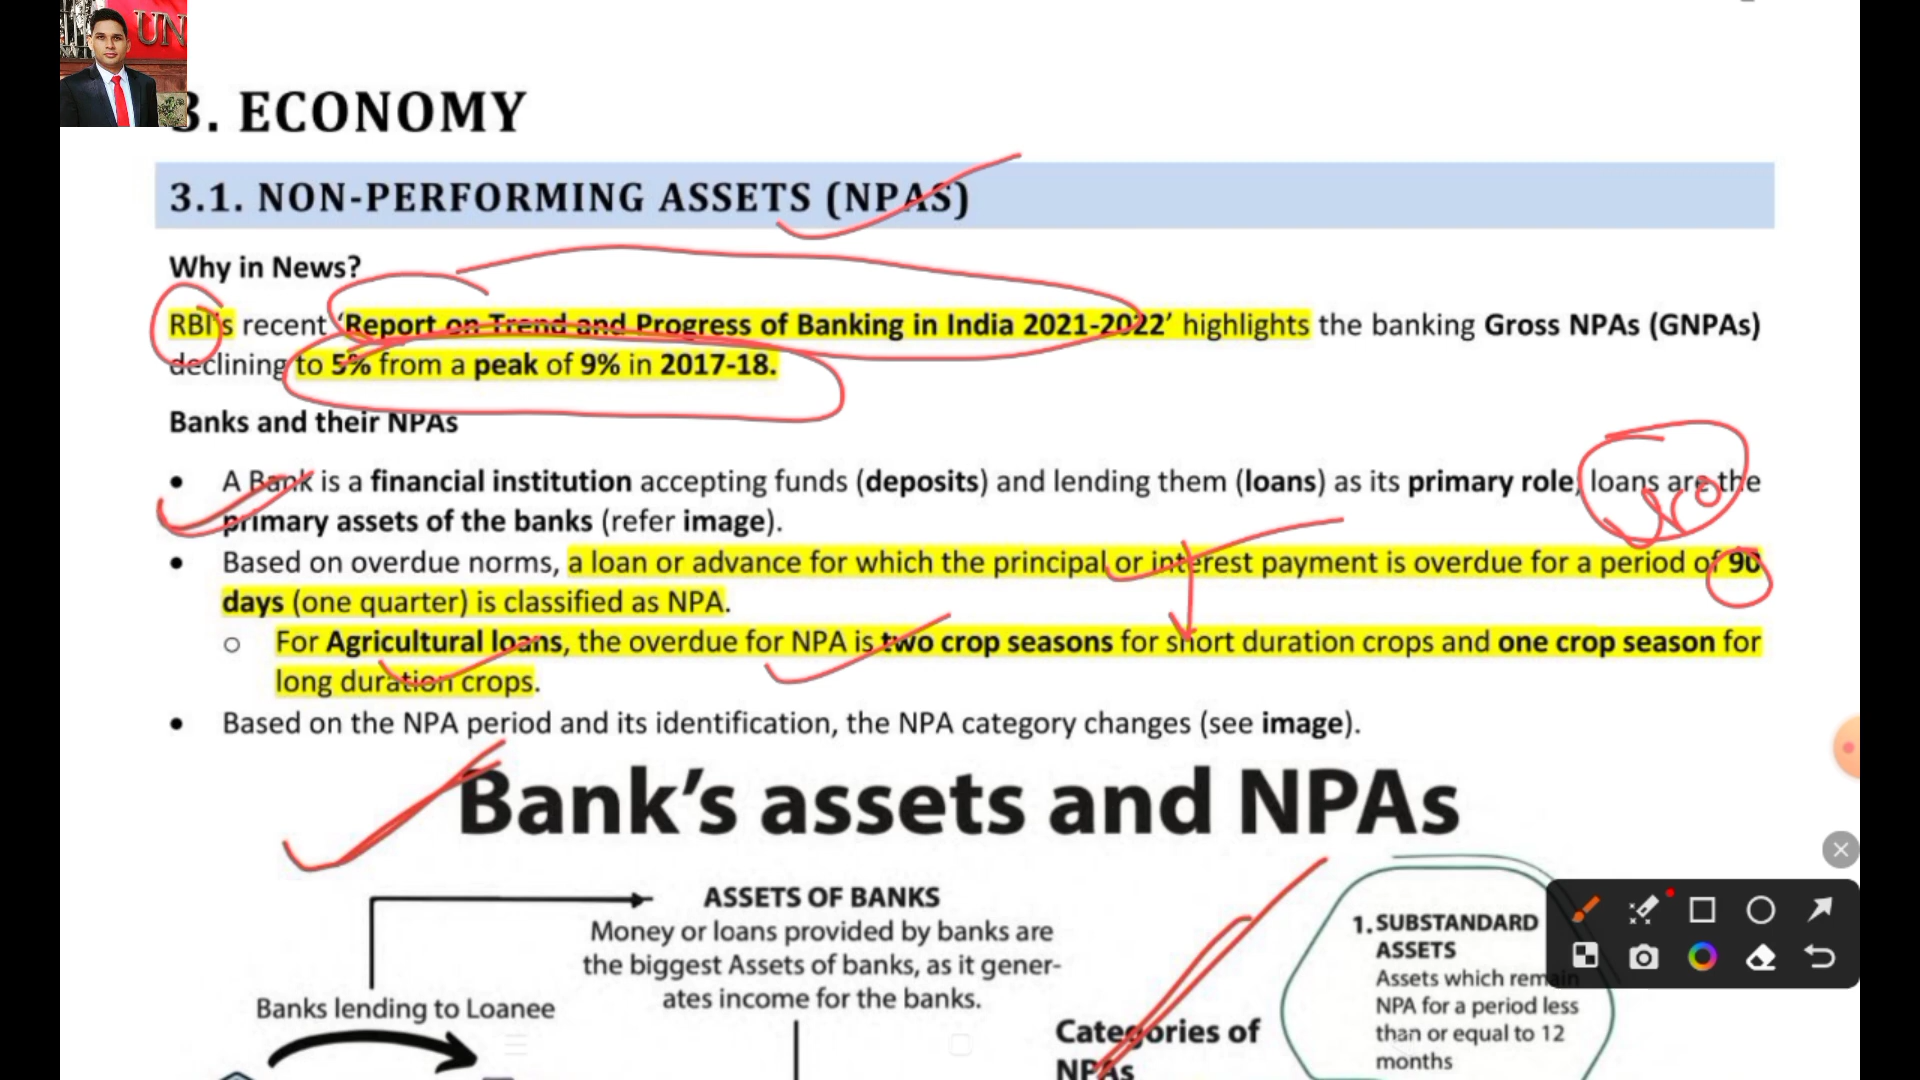 UN
3. ECONOMY
3.1. NON-PERFORMING ASSETS (NPAS)
Why in News?
RBI's recent ‘Report on Trend and Progress of Banking in India 2021-2022’ highlights the banking Gross NPAs (GNPAs)
declining to 5% from a peak of 9% in 2017-18.
Banks and their NPAs
• A Bank is a financial institution accepting funds (deposits) and lending them (loans) as its primary role, loans are the
primary assets of the banks (refer image).
• Based on overdue norms, a loan or advance for which the principal or interest payment is overdue for a period of 90
days (one quarter) is classified as NPA.
o For Agricultural loans, the overdue for NPA is two crop seasons for short duration crops and one crop season for
long duration crops.
• Based on the NPA period and its identification, the NPA category changes (see image).
Bank’s assets and NPAs
ASSETS OF BANKS
Money or loans provided by banks are
the biggest Assets of banks, as it gener-
ates income for the banks.
Banks lending to Loanee
Categories of
NPAs
1. SUBSTANDARD
ASSETS
Assets which remain
NPA for a period less
than or equal to 12
months